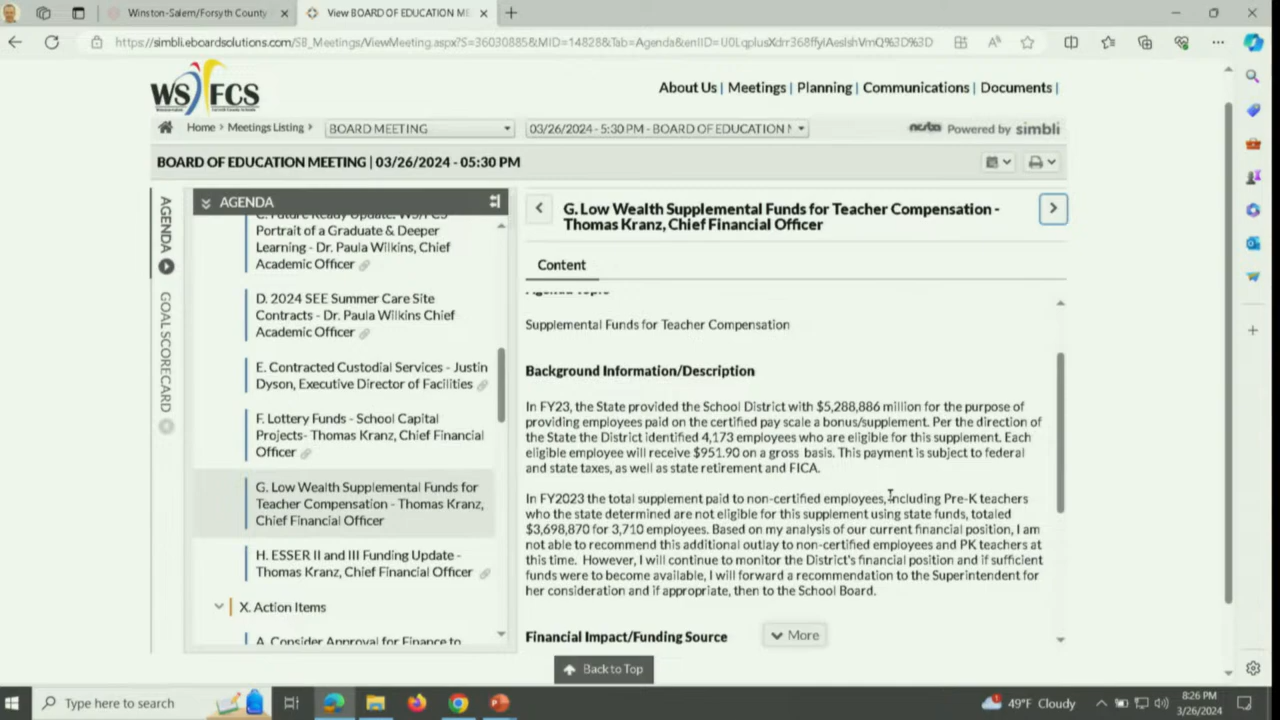 Winston-Salem/Forsyth County
View BOARD OF EDUCATION ME
https://simbli.eboardsolutions.com/SB_Meetings/ViewMeeting.aspx?S=36030885&MID=14828&Tab=Agenda&enIID=U0LqplusXdrr368ffyIAesIshVmQ%3D%3D
WS/FCS
About Us | Meetings | Planning | Communications | Documents |
Home > Meetings Listing >
BOARD MEETING
03/26/2024 - 5:30 PM - BOARD OF EDUCATION M
ncsba Powered by simbli
BOARD OF EDUCATION MEETING | 03/26/2024 - 05:30 PM
AGENDA
GOAL SCORECARD
AGENDA
C. Future Ready Update: WS/FCS
Portrait of a Graduate & Deeper
Learning - Dr. Paula Wilkins, Chief
Academic Officer
D. 2024 SEE Summer Care Site
Contracts - Dr. Paula Wilkins Chief
Academic Officer
E. Contracted Custodial Services - Justin
Dyson, Executive Director of Facilities
F. Lottery Funds - School Capital
Projects- Thomas Kranz, Chief Financial
Officer
G. Low Wealth Supplemental Funds for
Teacher Compensation - Thomas Kranz,
Chief Financial Officer
H. ESSER II and III Funding Update -
Thomas Kranz, Chief Financial Officer
X. Action Items
A. Consider Approval for Finance to
G. Low Wealth Supplemental Funds for Teacher Compensation -
Thomas Kranz, Chief Financial Officer
Content
Agenda Topic
Supplemental Funds for Teacher Compensation
Background Information/Description
In FY23, the State provided the School District with $5,288,886 million for the purpose of
providing employees paid on the certified pay scale a bonus/supplement. Per the direction of
the State the District identified 4,173 employees who are eligible for this supplement. Each
eligible employee will receive $951.90 on a gross basis. This payment is subject to federal
and state taxes, as well as state retirement and FICA.
In FY2023 the total supplement paid to non-certified employees, including Pre-K teachers
who the state determined are not eligible for this supplement using state funds, totaled
$3,698,870 for 3,710 employees. Based on my analysis of our current financial position, I am
not able to recommend this additional outlay to non-certified employees and PK teachers at
this time. However, I will continue to monitor the District's financial position and if sufficient
funds were to become available, I will forward a recommendation to the Superintendent for
her consideration and if appropriate, then to the School Board.
Financial Impact/Funding Source
More
Back to Top
Type here to search
49°F Cloudy
8:26 PM
3/26/2024